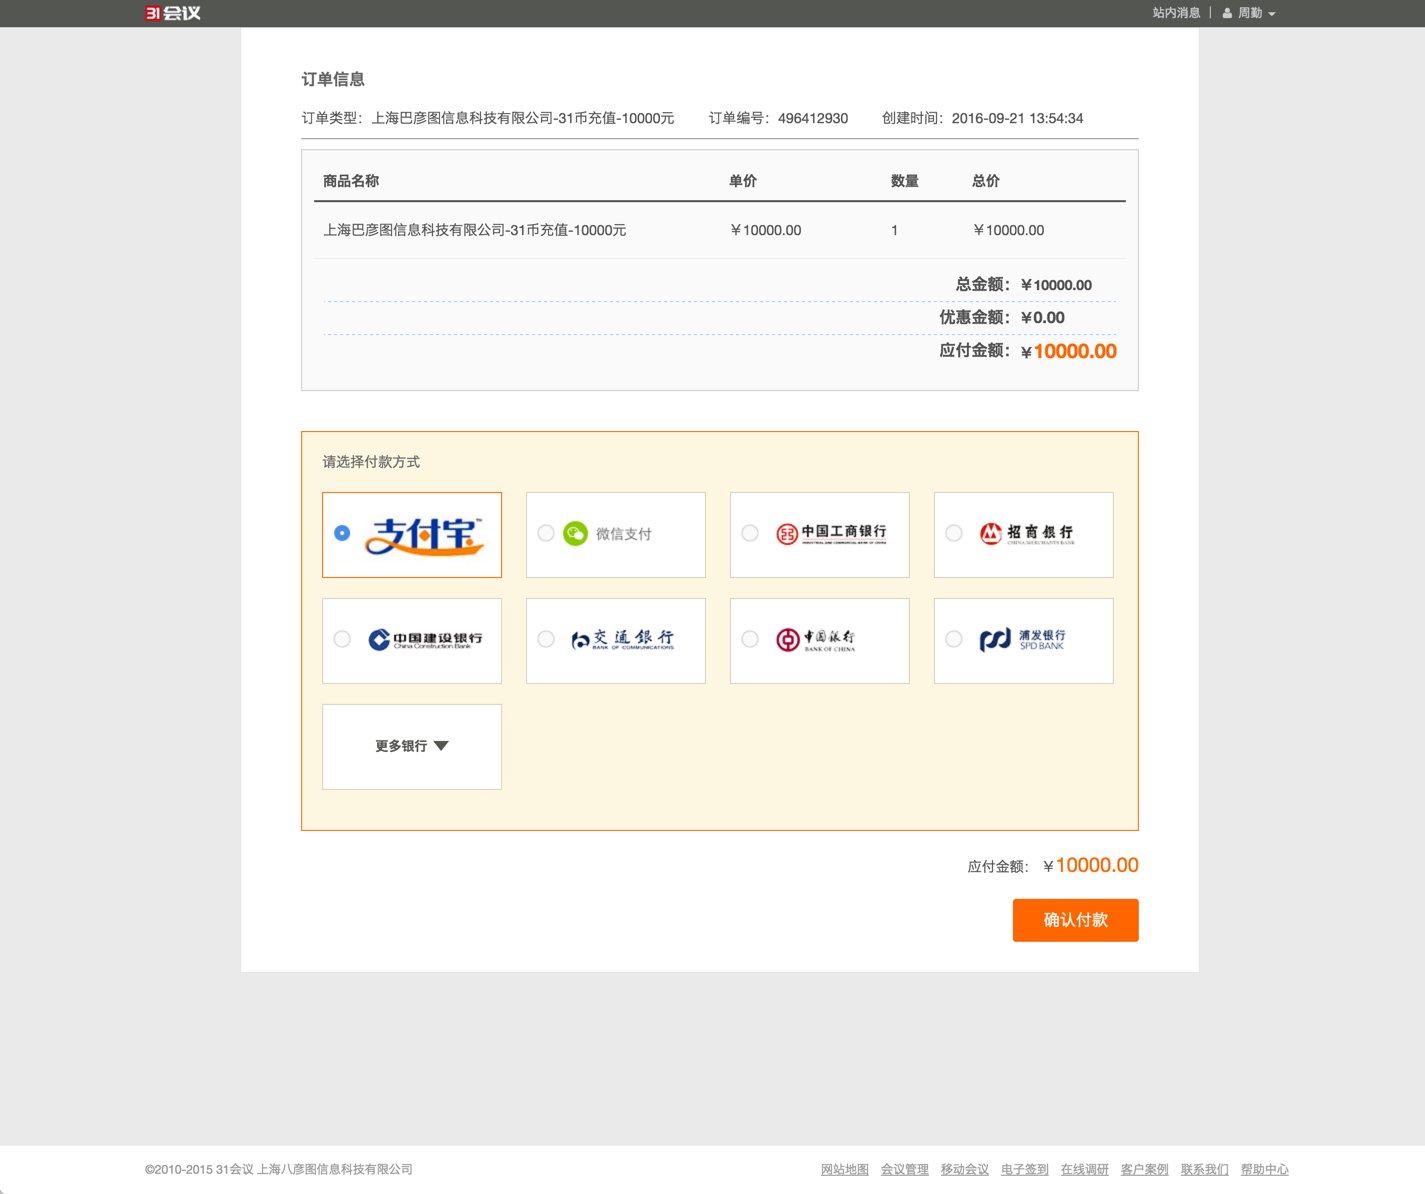 31会议
站内消息 | 周勤
订单信息
订单类型：上海巴彦图信息科技有限公司-31币充值-10000元 订单编号：496412930 创建时间：2016-09-21 13:54:34
商品名称 单价 数量 总价
上海巴彦图信息科技有限公司-31币充值-10000元 ￥10000.00 1 ￥10000.00
总金额：￥10000.00
优惠金额：￥0.00
应付金额：￥10000.00
请选择付款方式
支付宝™
微信支付
中国工商银行
INDUSTRIAL AND COMMERCIAL BANK OF CHINA
招商银行
CHINA MERCHANTS BANK
中国建设银行
China Construction Bank
交通银行
BANK OF COMMUNICATIONS
中国银行
BANK OF CHINA
浦发银行
SPD BANK
更多银行
应付金额：￥10000.00
确认付款
©2010-2015 31会议 上海八彦图信息科技有限公司
网站地图 会议管理 移动会议 电子签到 在线调研 客户案例 联系我们 帮助中心